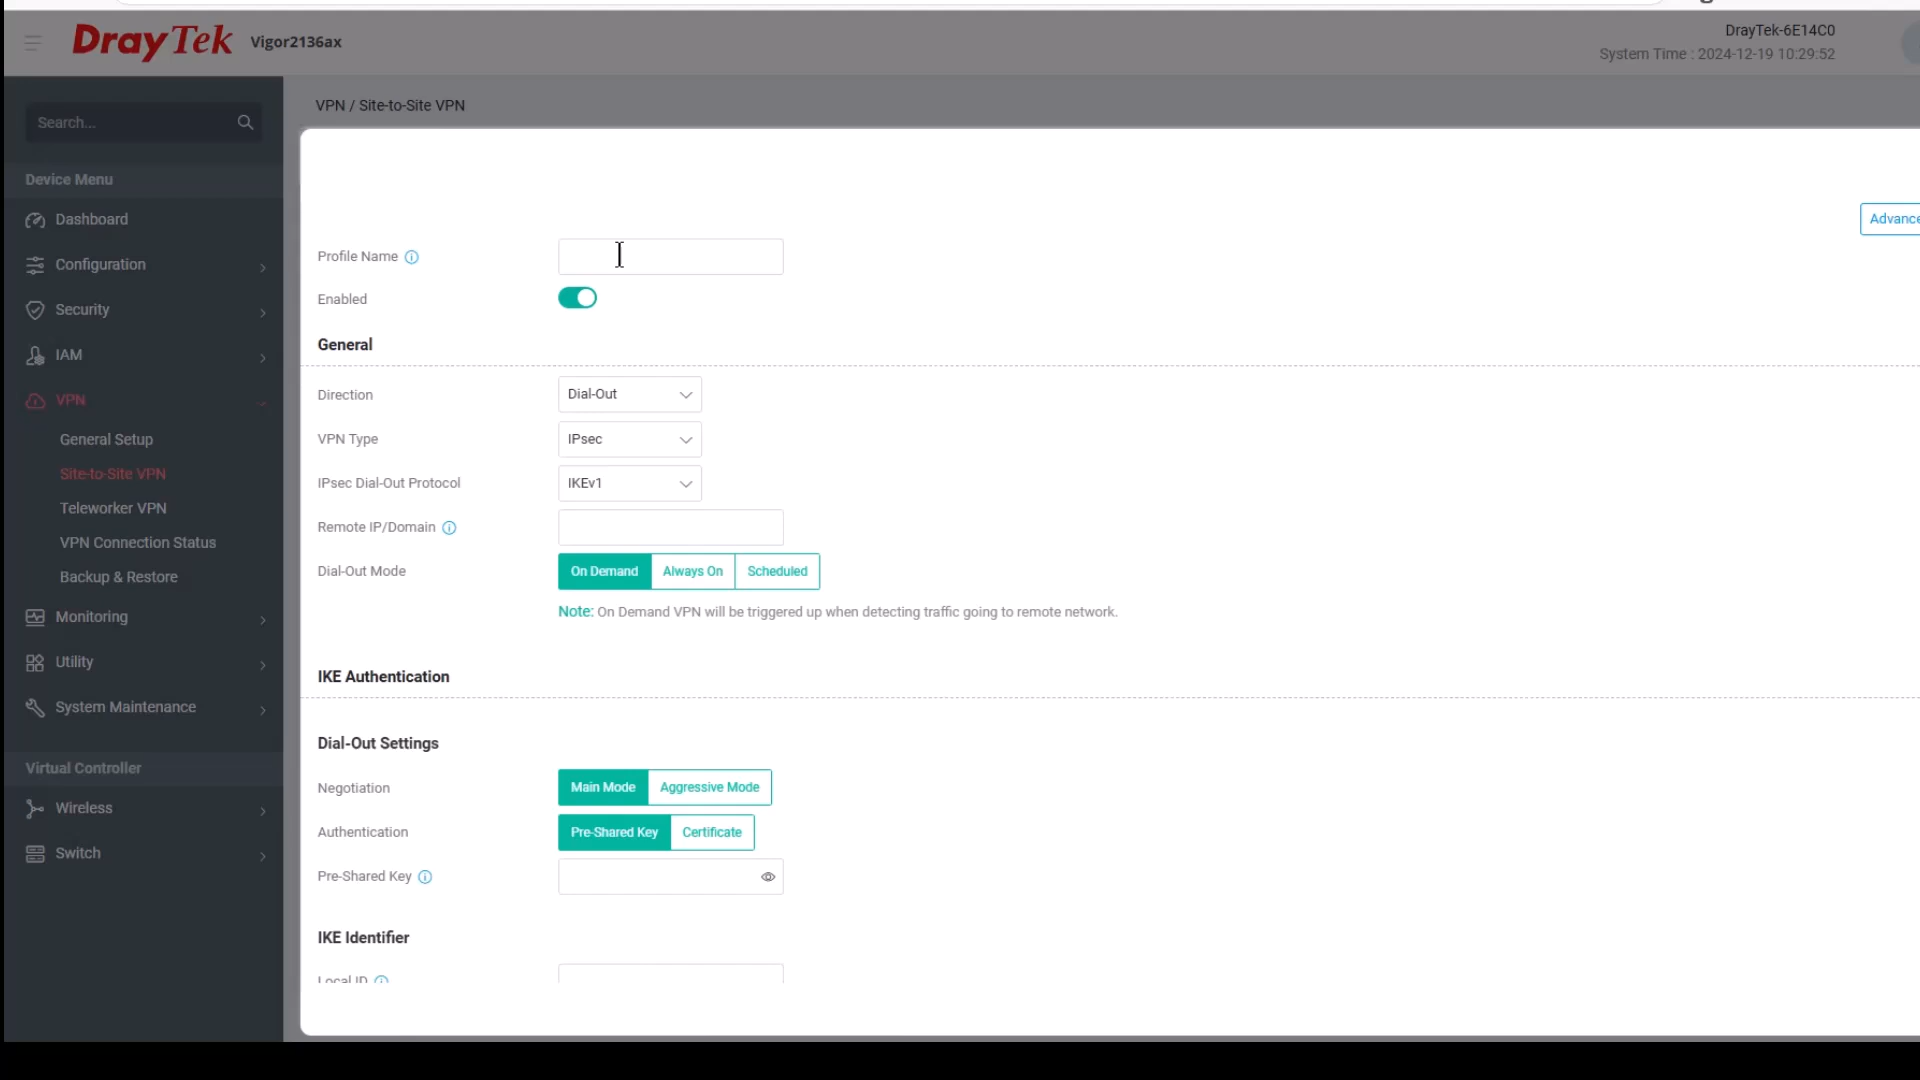 DrayTek Vigor2136ax
DrayTek-6E14C0
System Time : 2024-12-19 10:29:52
Search...
Device Menu
Dashboard
Configuration
Security
IAM
VPN
General Setup
Site-to-Site VPN
Teleworker VPN
VPN Connection Status
Backup & Restore
Monitoring
Utility
System Maintenance
Virtual Controller
Wireless
Switch
VPN / Site-to-Site VPN
Advance
Profile Name
Enabled
General
Direction Dial-Out
VPN Type IPsec
IPsec Dial-Out Protocol IKEv1
Remote IP/Domain
Dial-Out Mode On Demand Always On Scheduled
Note: On Demand VPN will be triggered up when detecting traffic going to remote network.
IKE Authentication
Dial-Out Settings
Negotiation Main Mode Aggressive Mode
Authentication Pre-Shared Key Certificate
Pre-Shared Key
IKE Identifier
Local ID